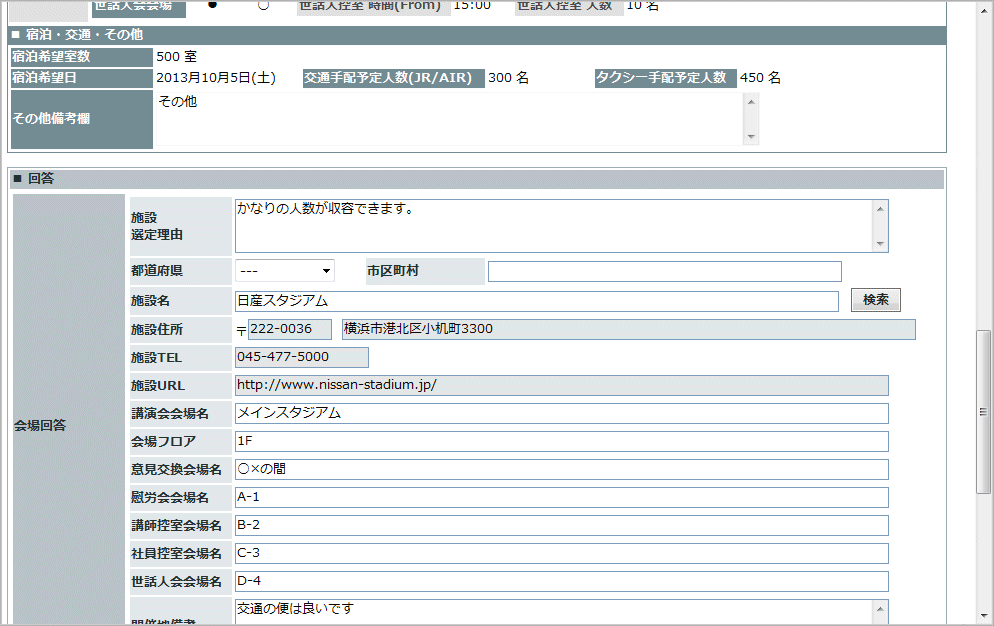 世話人会会場 ● ○ 世話人控室 時間(From) 15:00 世話人控室 人数 10 名
■ 宿泊・交通・その他
宿泊希望室数 500 室
宿泊希望日 2013年10月5日(土) 交通手配予定人数(JR/AIR) 300 名 タクシー手配予定人数 450 名
その他備考欄 その他
■ 回答
会場回答
施設選定理由 かなりの人数が収容できます。
都道府県 --- 市区町村
施設名 日産スタジアム 検索
施設住所 〒222-0036 横浜市港北区小机町3300
施設TEL 045-477-5000
施設URL http://www.nissan-stadium.jp/
講演会会場名 メインスタジアム
会場フロア 1F
意見交換会場名 ○×の間
慰労会会場名 A-1
講師控室会場名 B-2
社員控室会場名 C-3
世話人会会場名 D-4
開催地備考 交通の便は良いです